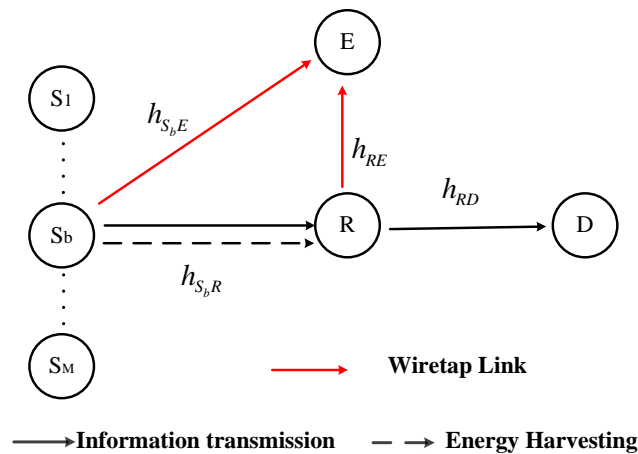 E
S1
h_{S_bE}
h_{RE}
h_{RD}
Sb
R
D
h_{S_bR}
SM
Wiretap Link
Information transmission
Energy Harvesting